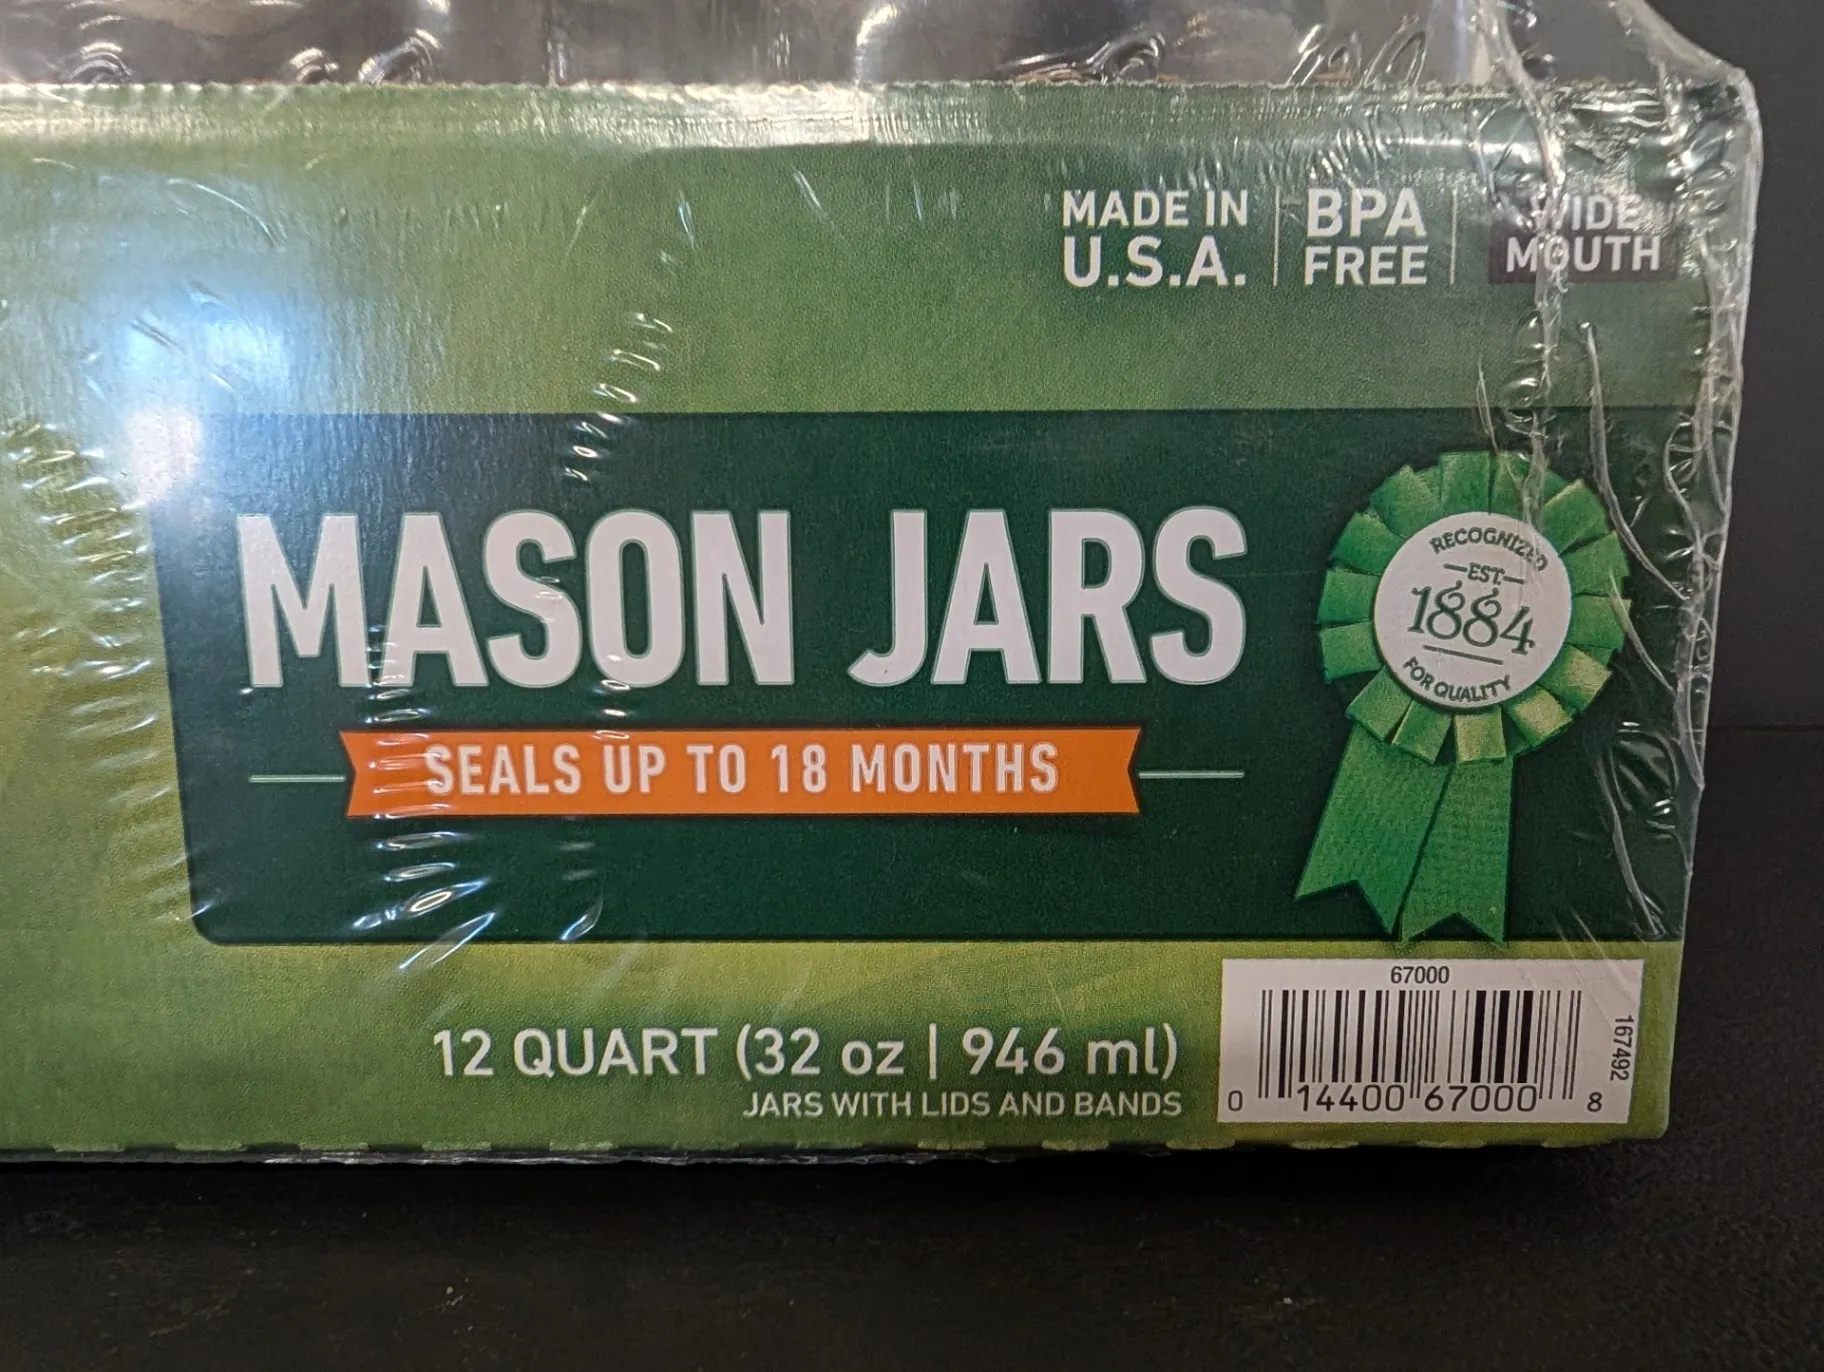 MADE IN
U.S.A.
BPA
FREE
WIDE
MOUTH
MASON JARS
SEALS UP TO 18 MONTHS
RECOGNIZED
EST.
1884
FOR QUALITY
12 QUART (32 oz | 946 ml)
JARS WITH LIDS AND BANDS
67000
0 14400 67000 8
167492